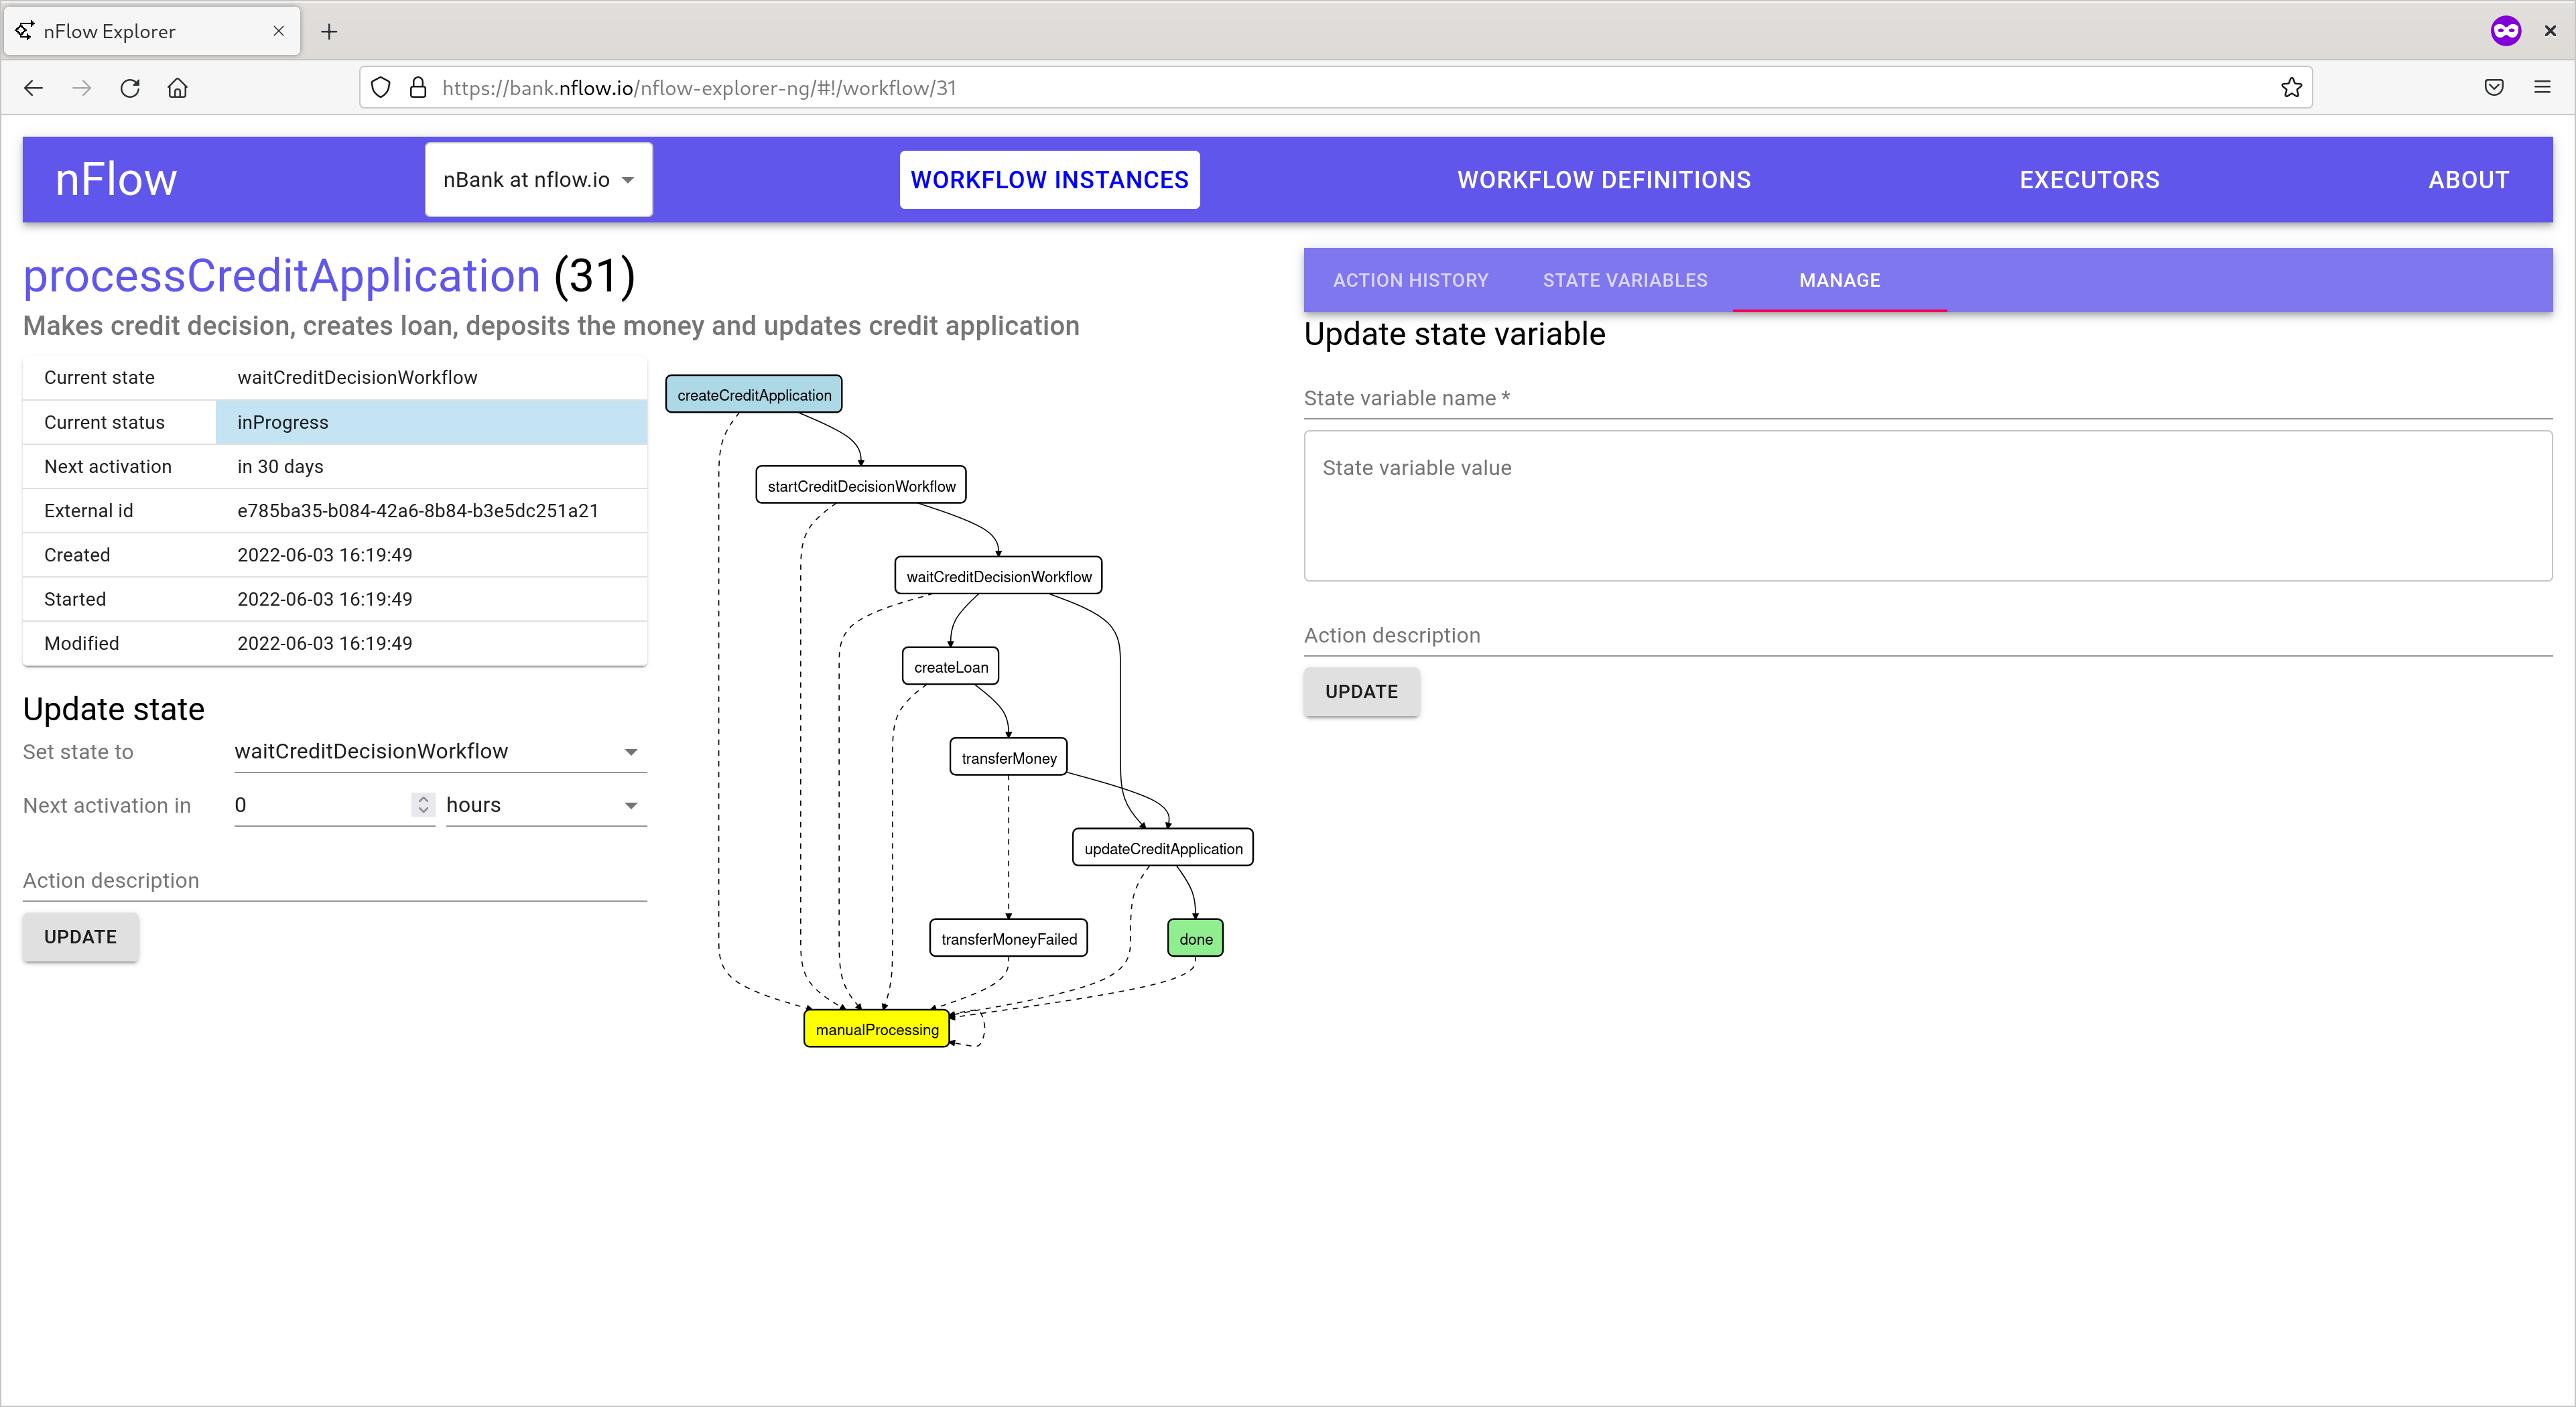 nFlow Explorer
https://bank.nflow.io/nflow-explorer-ng/#!/workflow/31
nFlow
nBank at nflow.io
WORKFLOW INSTANCES
WORKFLOW DEFINITIONS
EXECUTORS
ABOUT
processCreditApplication (31)
Makes credit decision, creates loan, deposits the money and updates credit application
Current state waitCreditDecisionWorkflow
Current status inProgress
Next activation in 30 days
External id e785ba35-b084-42a6-8b84-b3e5dc251a21
Created 2022-06-03 16:19:49
Started 2022-06-03 16:19:49
Modified 2022-06-03 16:19:49
Update state
Set state to waitCreditDecisionWorkflow
Next activation in 0 hours
Action description
UPDATE
createCreditApplication
startCreditDecisionWorkflow
waitCreditDecisionWorkflow
createLoan
transferMoney
updateCreditApplication
transferMoneyFailed
done
manualProcessing
ACTION HISTORY
STATE VARIABLES
MANAGE
Update state variable
State variable name *
State variable value
Action description
UPDATE